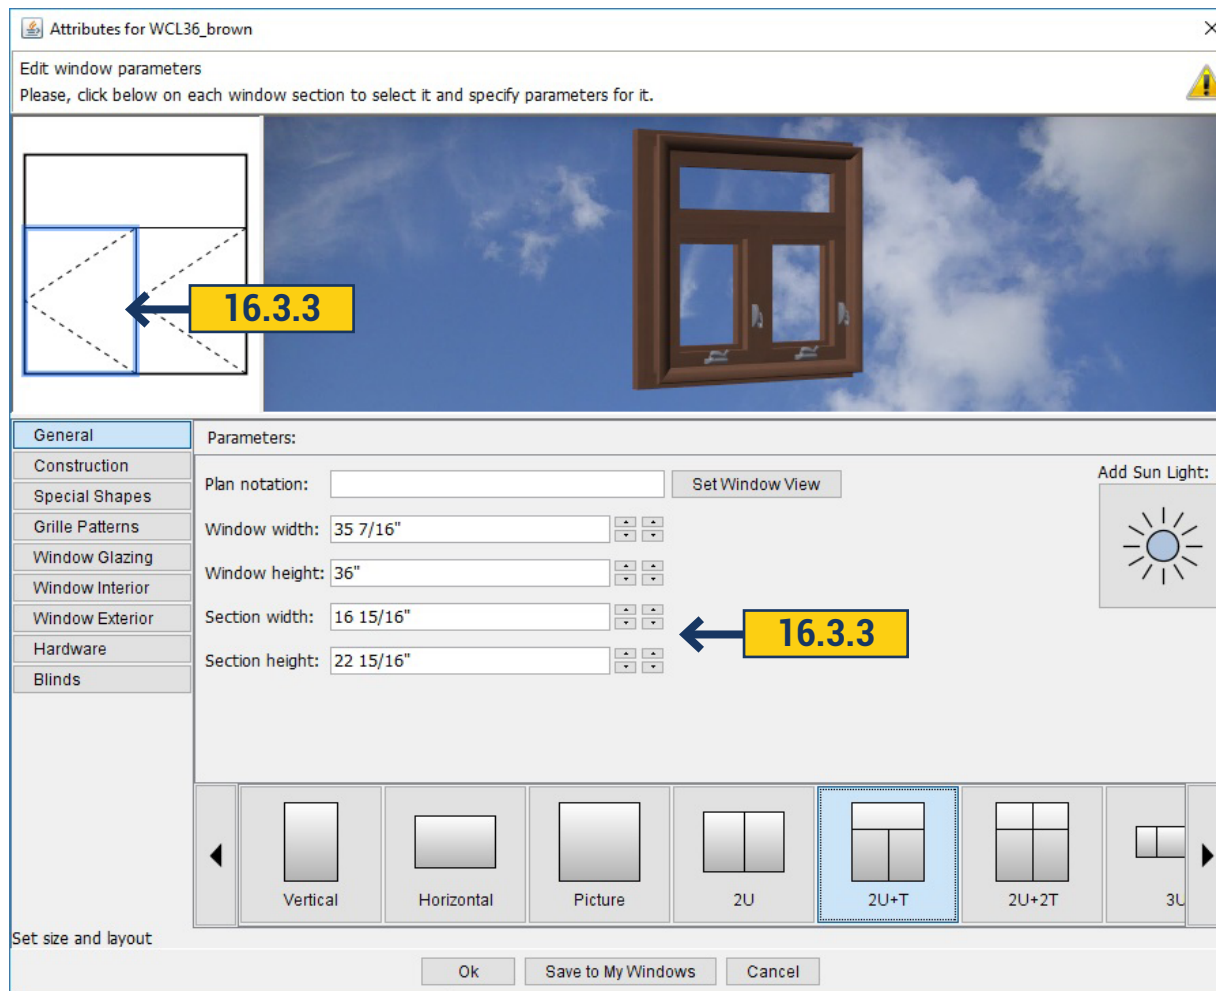 Attributes for WCL36_brown
Edit window parameters
Please, click below on each window section to select it and specify parameters for it.
16.3.3
General
Construction
Special Shapes
Grille Patterns
Window Glazing
Window Interior
Window Exterior
Hardware
Blinds
Parameters:
Plan notation:
Set Window View
Window width: 35 7/16"
Window height: 36"
Section width: 16 15/16"
Section height: 22 15/16"
16.3.3
Add Sun Light:
Vertical
Horizontal
Picture
2U
2U+T
2U+2T
3U
Set size and layout
Ok
Save to My Windows
Cancel